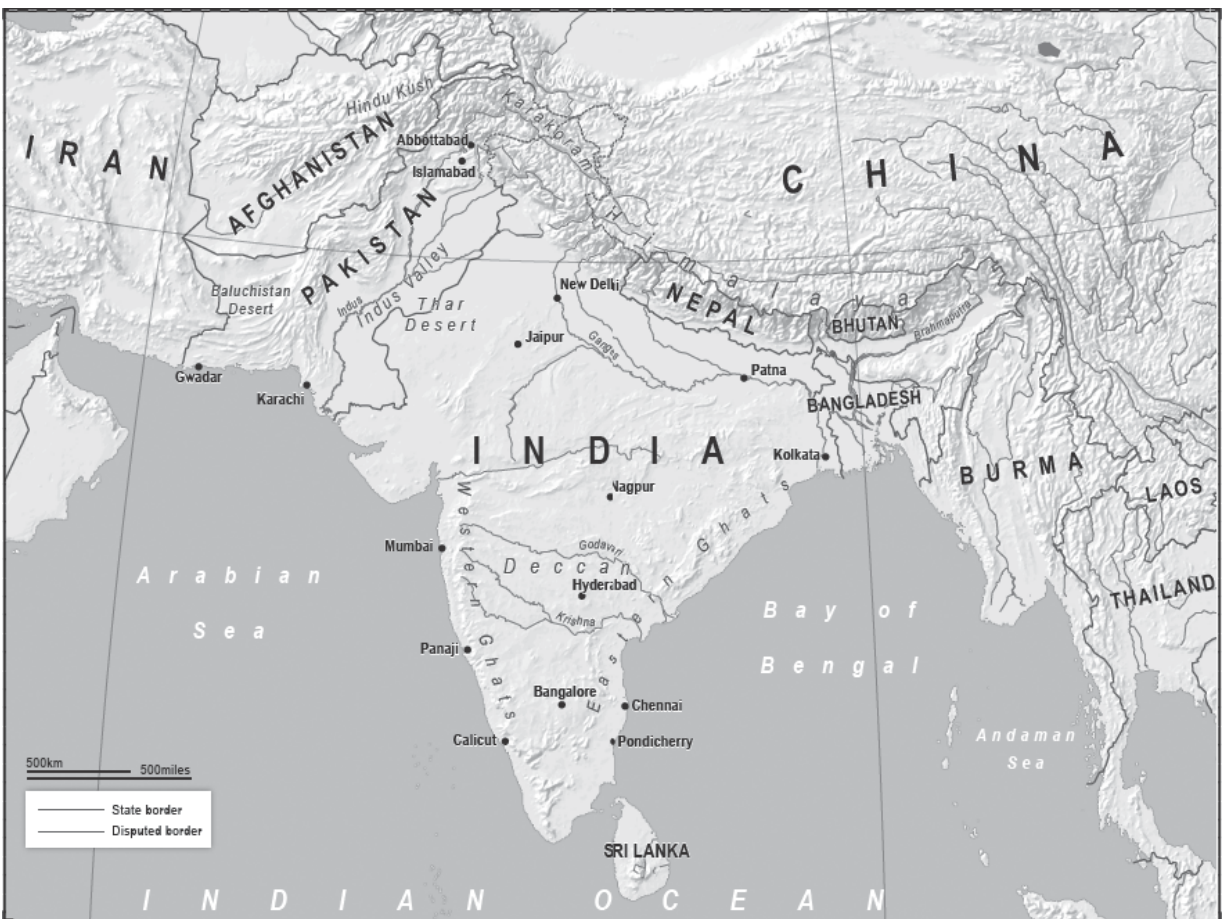 Hindu Kush
Karakoram
IRAN
AFGHANISTAN
Abbottabad
Islamabad
CHINA
PAKISTAN
Himalaya
Baluchistan
Desert
Indus
Indus Valley
Thar
Desert
New Delhi
NEPAL
BHUTAN
Brahmaputra
Jaipur
Ganges
Patna
Gwadar
Karachi
BANGLADESH
INDIA
Kolkata
BURMA
LAOS
Nagpur
Western Ghats
Eastern Ghats
Mumbai
Godaviri
Deccan
Hyderabad
Krishna
THAILAND
Arabian
Sea
Bay of
Bengal
Panaji
Bangalore
Chennai
Calicut
Pondicherry
Andaman
Sea
500km
500miles
State border
Disputed border
SRI LANKA
INDIAN OCEAN